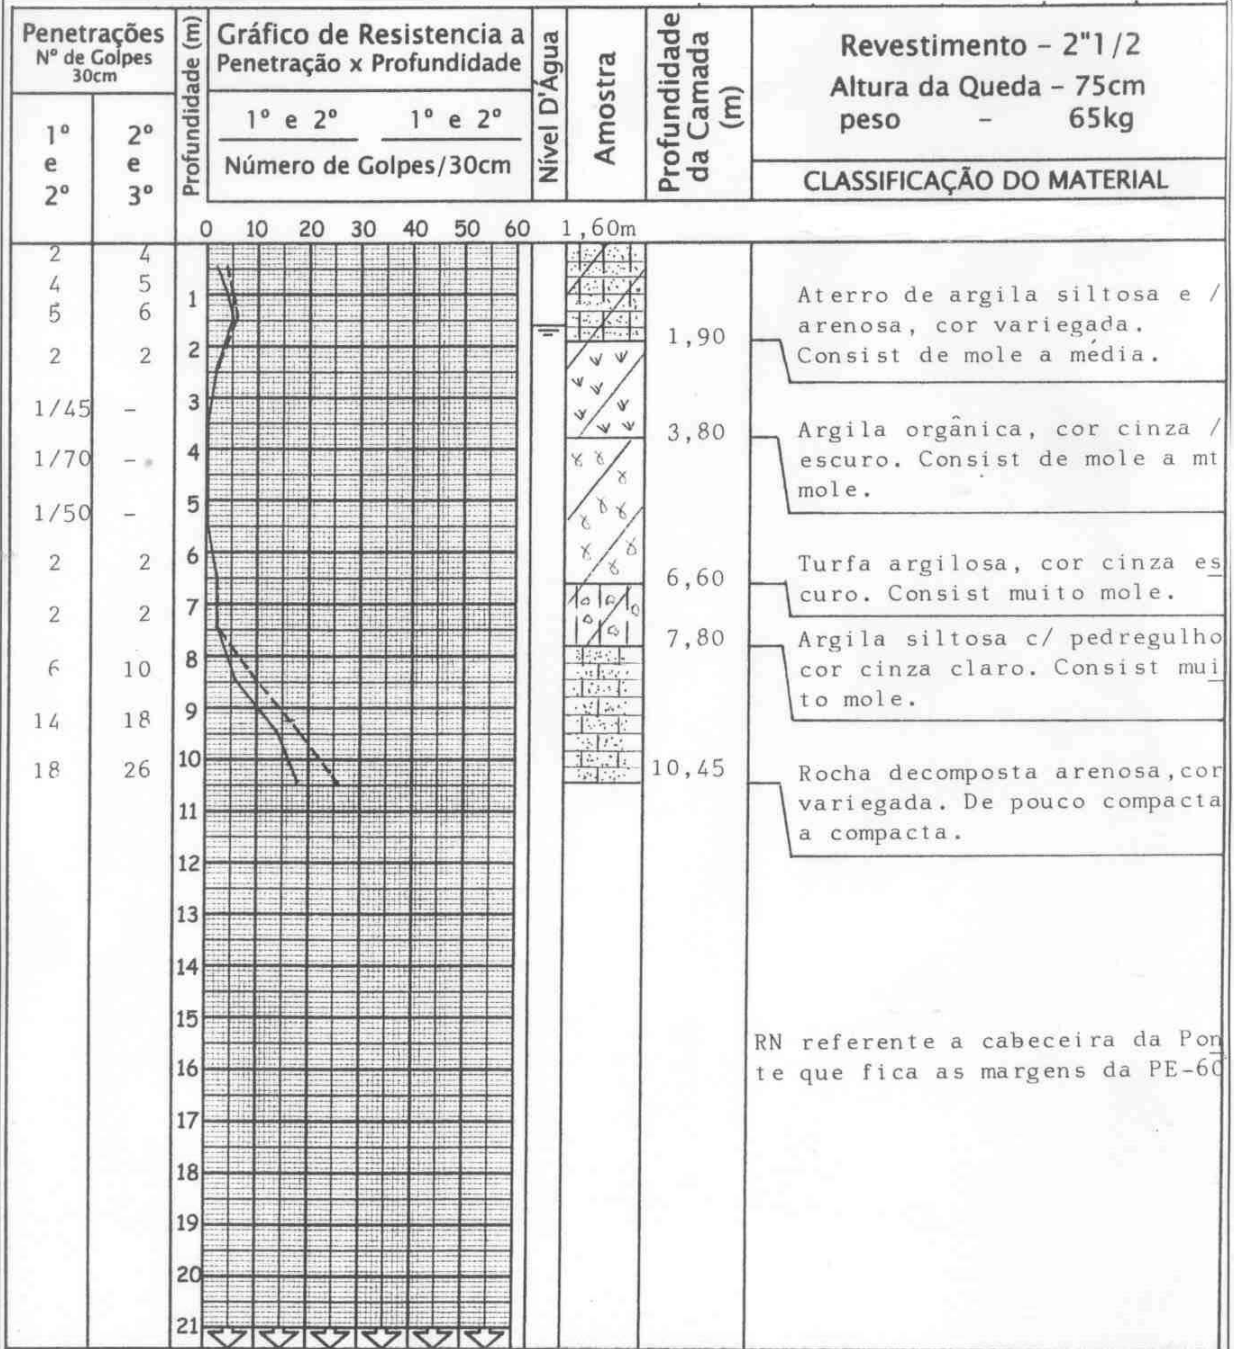 Penetrações
Nº de Golpes
30cm
1º
e
2º
2º
e
3º
Profundidade (m)
Gráfico de Resistencia a
Penetração x Profundidade
1º e 2º 1º e 2º
Número de Golpes/30cm
Nível D'Água
Amostra
Profundidade
da Camada
(m)
Revestimento - 2"1/2
Altura da Queda - 75cm
peso - 65kg
CLASSIFICAÇÃO DO MATERIAL
0 10 20 30 40 50 60
1,60m
2 4
4 5
5 6
2 2
1/45 -
1/70 -
1/50 -
2 2
2 2
6 10
14 18
18 26
1
2
3
4
5
6
7
8
9
10
11
12
13
14
15
16
17
18
19
20
21
1,90
Aterro de argila siltosa e /
arenosa, cor variegada.
Consist de mole a média.
3,80
Argila orgânica, cor cinza /
escuro. Consist de mole a mt
mole.
6,60
Turfa argilosa, cor cinza es
curo. Consist muito mole.
7,80
Argila siltosa c/ pedregulho
cor cinza claro. Consist mui
to mole.
10,45
Rocha decomposta arenosa,cor
variegada. De pouco compacta
a compacta.
RN referente a cabeceira da Pon
te que fica as margens da PE-60